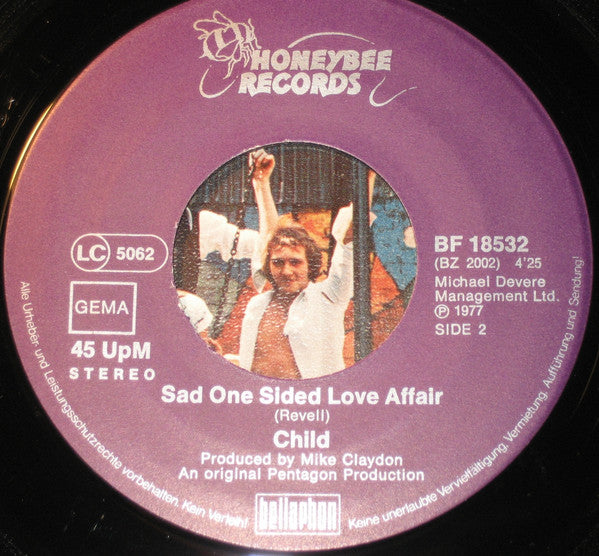 HONEYBEE
RECORDS
LC 5062
GEMA
45 UpM
STEREO
BF 18532
(BZ 2002) 4'25
Michael Devere
Management Ltd.
Ⓟ 1977
SIDE 2
Sad One Sided Love Affair
(Revell)
Child
Produced by Mike Claydon
An original Pentagon Production
bellaphon
Alle Urheber- und Leistungsschutzrechte vorbehalten. Kein Verleih! Keine unerlaubte Vervielfältigung, Vermietung, Aufführung und Sendung!